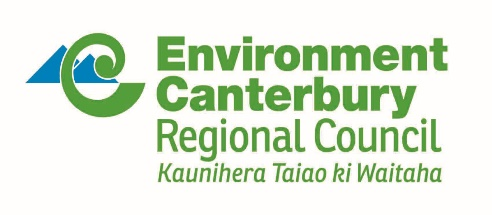 Environment
Canterbury
Regional Council
Kaunihera Taiao ki Waitaha